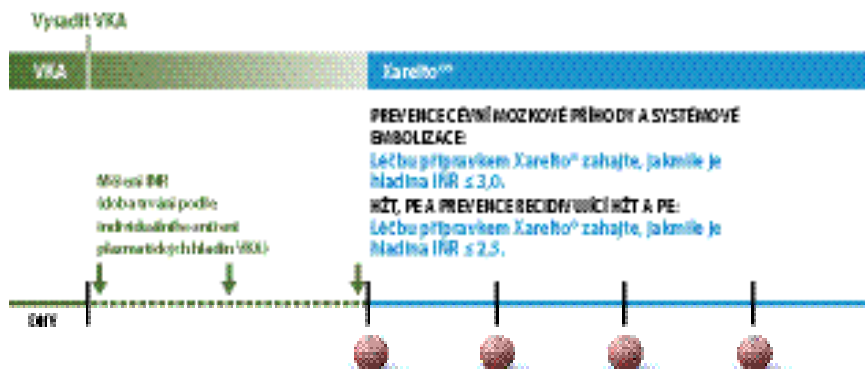 Vysadit VKA
VKA
Xarelto®
PREVENCE CÉVNÍ MOZKOVÉ PŘÍHODY A SYSTÉMOVÉ
EMBOLIZACE:
Léčbu přípravkem Xarelto® zahajte, jakmile je
hladina INR ≤ 3,0.
HŽT, PE A PREVENCE RECIDIVUJÍCÍ HŽT A PE:
Léčbu přípravkem Xarelto® zahajte, jakmile je
hladina INR ≤ 2,5.
Měření INR
(doba trvání podle
individuálního snížení
plazmatických hladin VKA)
DNY